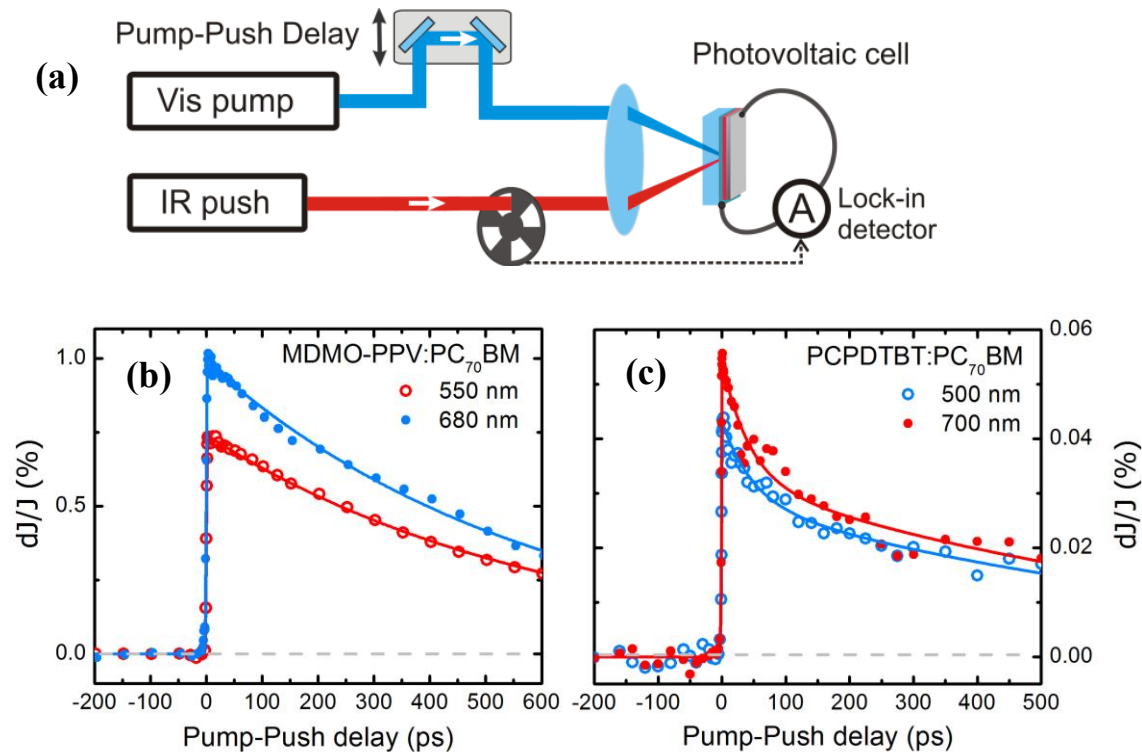 (a)
Pump-Push Delay
Vis pump
IR push
Photovoltaic cell
A
Lock-in
detector
(b)
MDMO-PPV:PC70BM
550 nm
680 nm
dJ/J (%)
1.0
0.5
0.0
-200 -100 0 100 200 300 400 500 600
Pump-Push delay (ps)
(c)
PCPDTBT:PC70BM
500 nm
700 nm
dJ/J (%)
0.06
0.04
0.02
0.00
-200 -100 0 100 200 300 400 500
Pump-Push delay (ps)